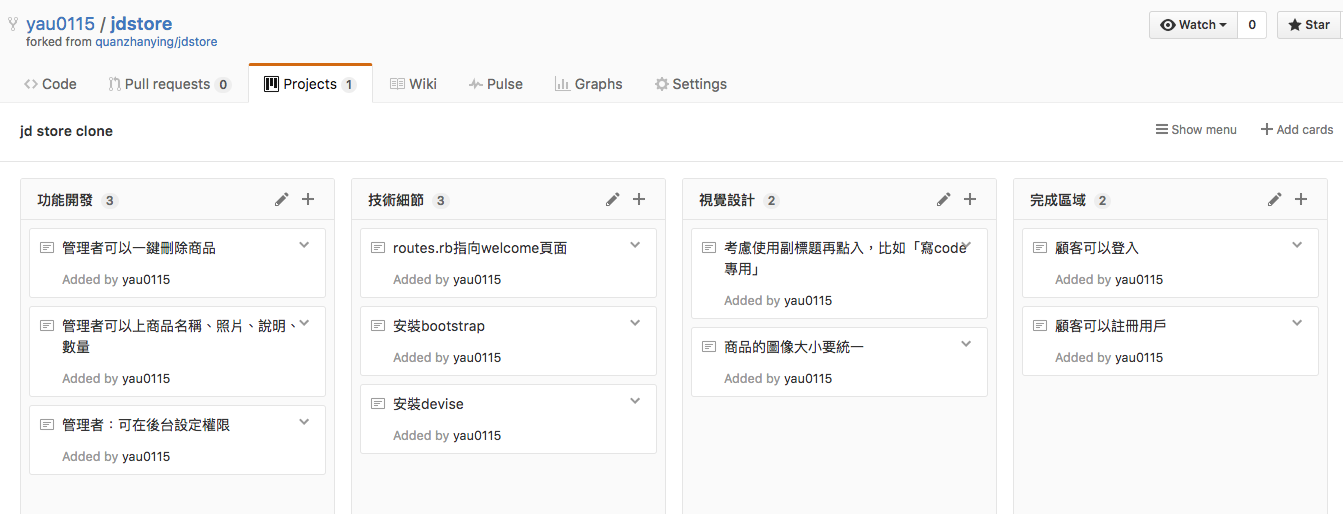 yau0115 / jdstore
forked from quanzhanying/jdstore
Watch 0 Star
Code Pull requests 0 Projects 1 Wiki Pulse Graphs Settings
jd store clone
Show menu Add cards
功能開發 3
管理者可以一鍵刪除商品
Added by yau0115
管理者可以上商品名稱、照片、說明、
數量
Added by yau0115
管理者：可在後台設定權限
Added by yau0115
技術細節 3
routes.rb指向welcome頁面
Added by yau0115
安裝bootstrap
Added by yau0115
安裝devise
Added by yau0115
視覺設計 2
考慮使用副標題再點入，比如「寫code
專用」
Added by yau0115
商品的圖像大小要統一
Added by yau0115
完成區域 2
顧客可以登入
Added by yau0115
顧客可以註冊用戶
Added by yau0115